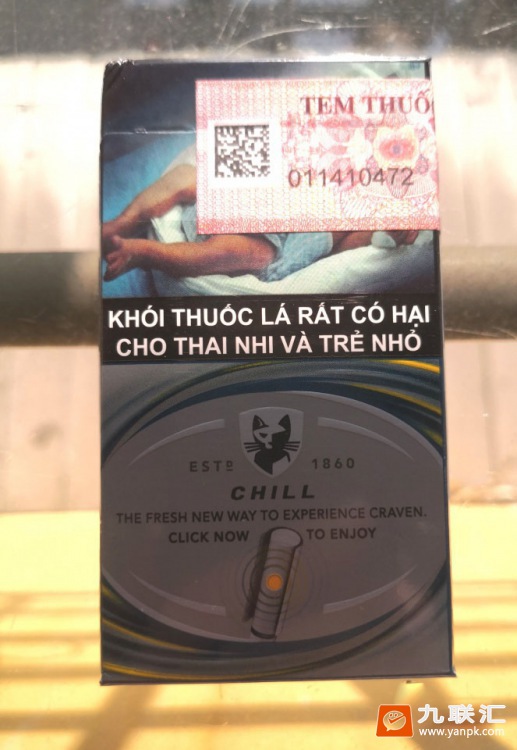 TEM THUỐ
011410472
KHÓI THUỐC LÁ RẤT CÓ HẠI
CHO THAI NHI VÀ TRẺ NHỎ
ESTD 1860
CHILL
THE FRESH NEW WAY TO EXPERIENCE CRAVEN.
CLICK NOW TO ENJOY
九联汇
www.yanpk.com